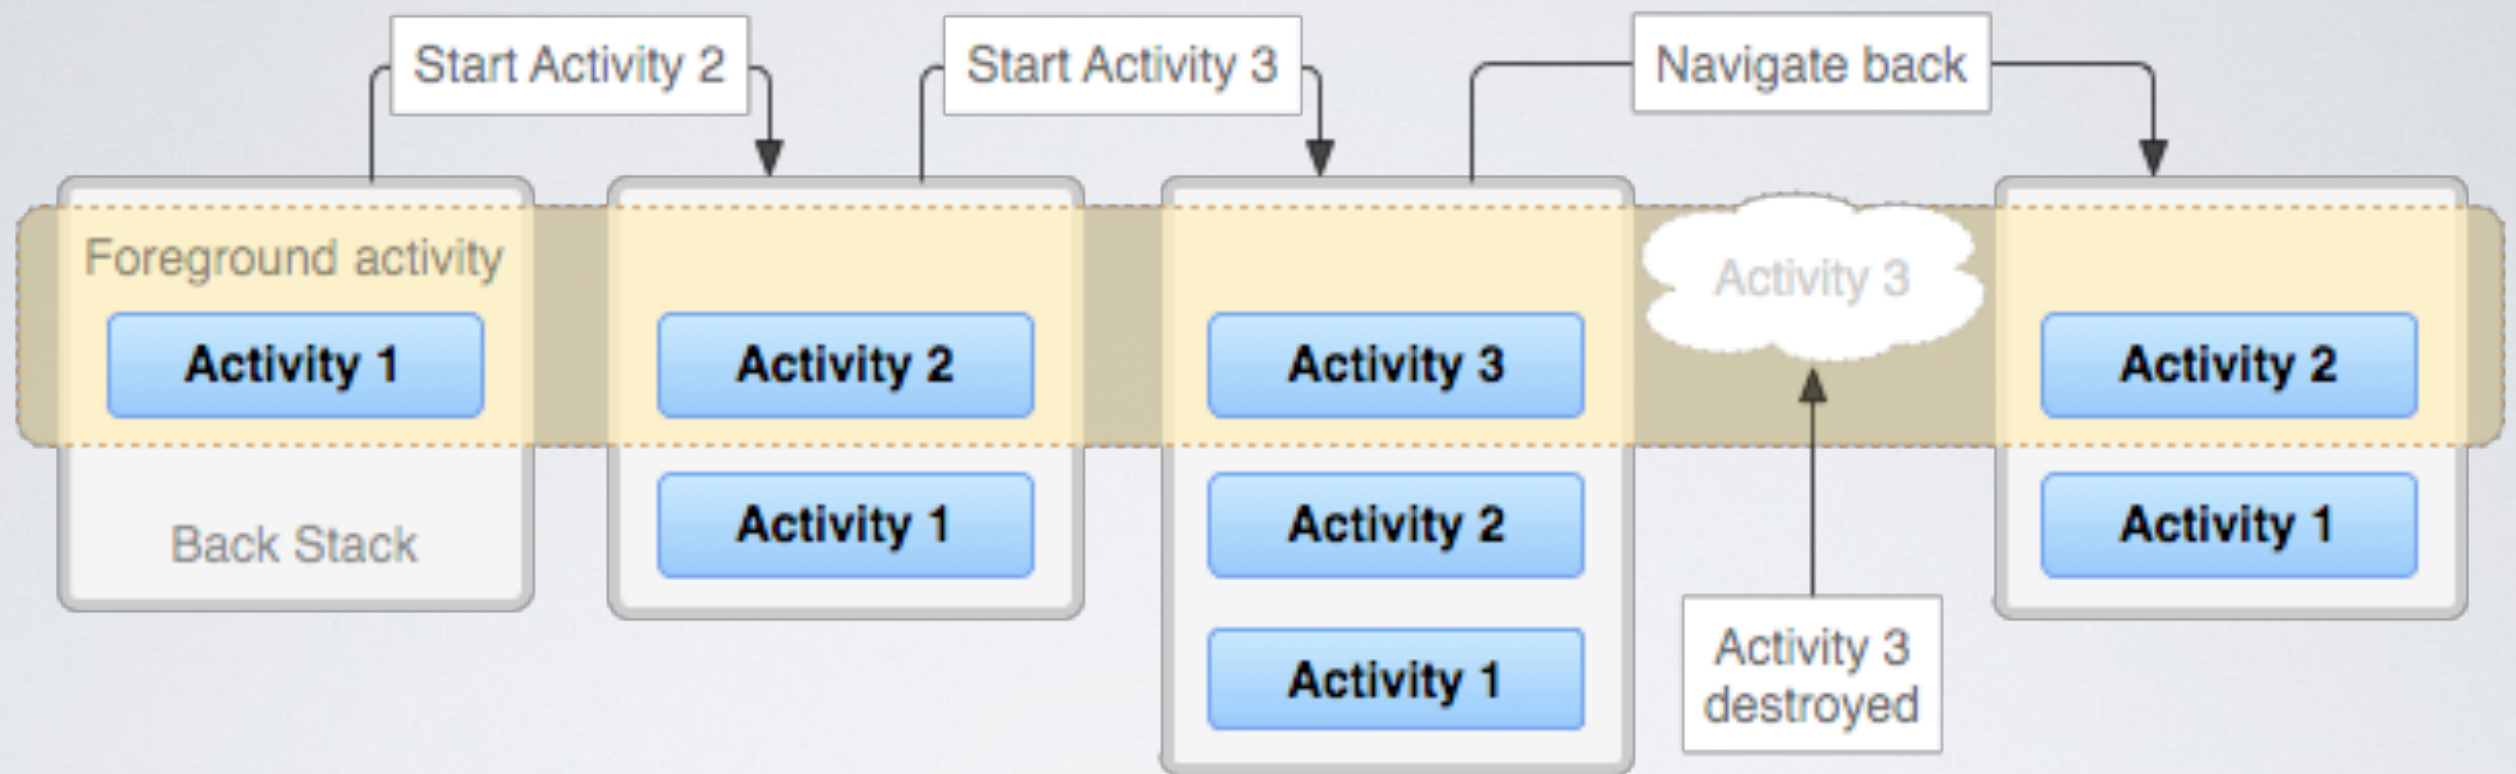 Start Activity 2
Start Activity 3
Navigate back
Foreground activity
Activity 1
Back Stack
Activity 2
Activity 1
Activity 3
Activity 2
Activity 1
Activity 3
Activity 3
destroyed
Activity 2
Activity 1